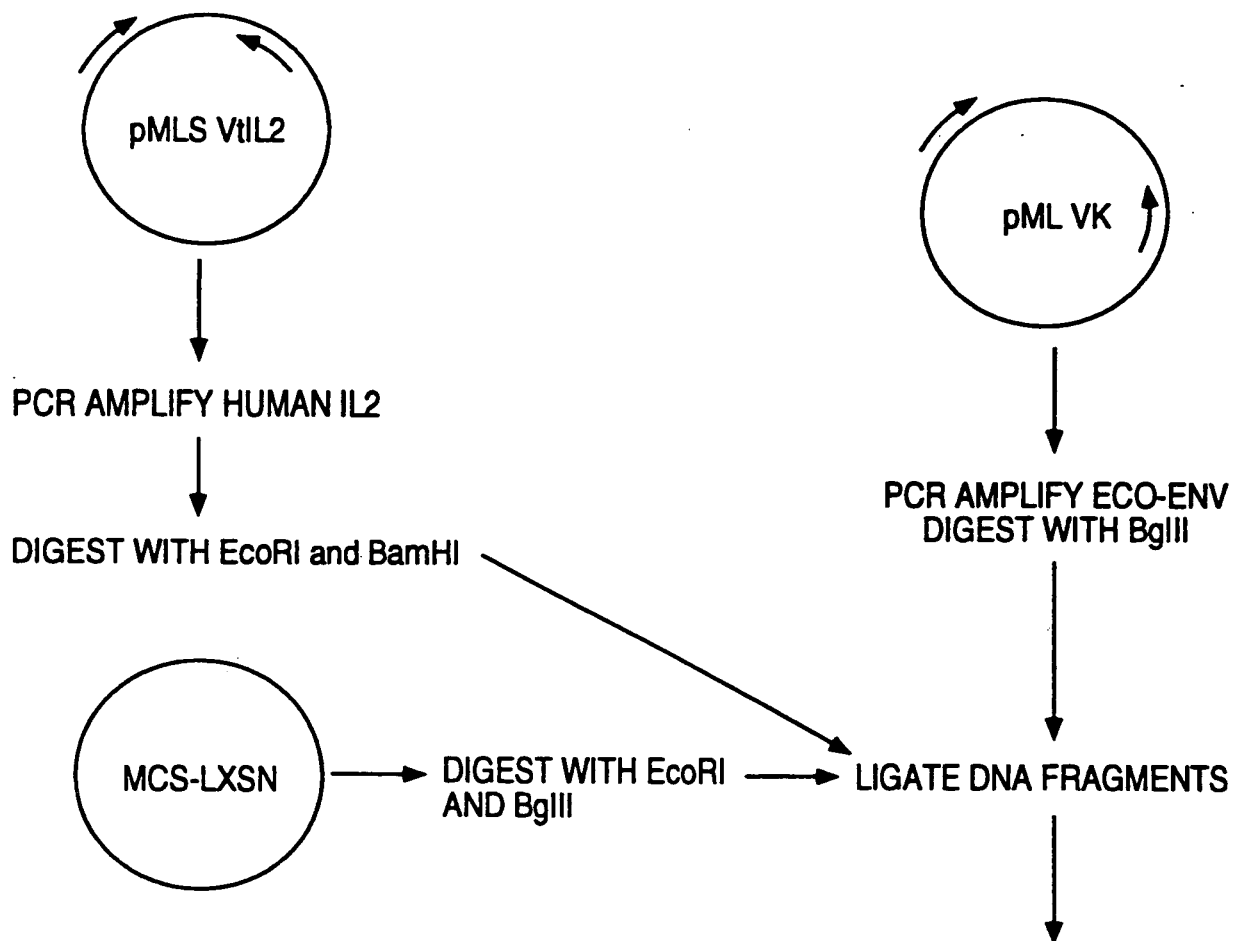 pMLS VtIL2
pML VK
PCR AMPLIFY HUMAN IL2
DIGEST WITH EcoRI and BamHI
PCR AMPLIFY ECO-ENV
DIGEST WITH BglII
MCS-LXSN
DIGEST WITH EcoRI
AND BglII
LIGATE DNA FRAGMENTS